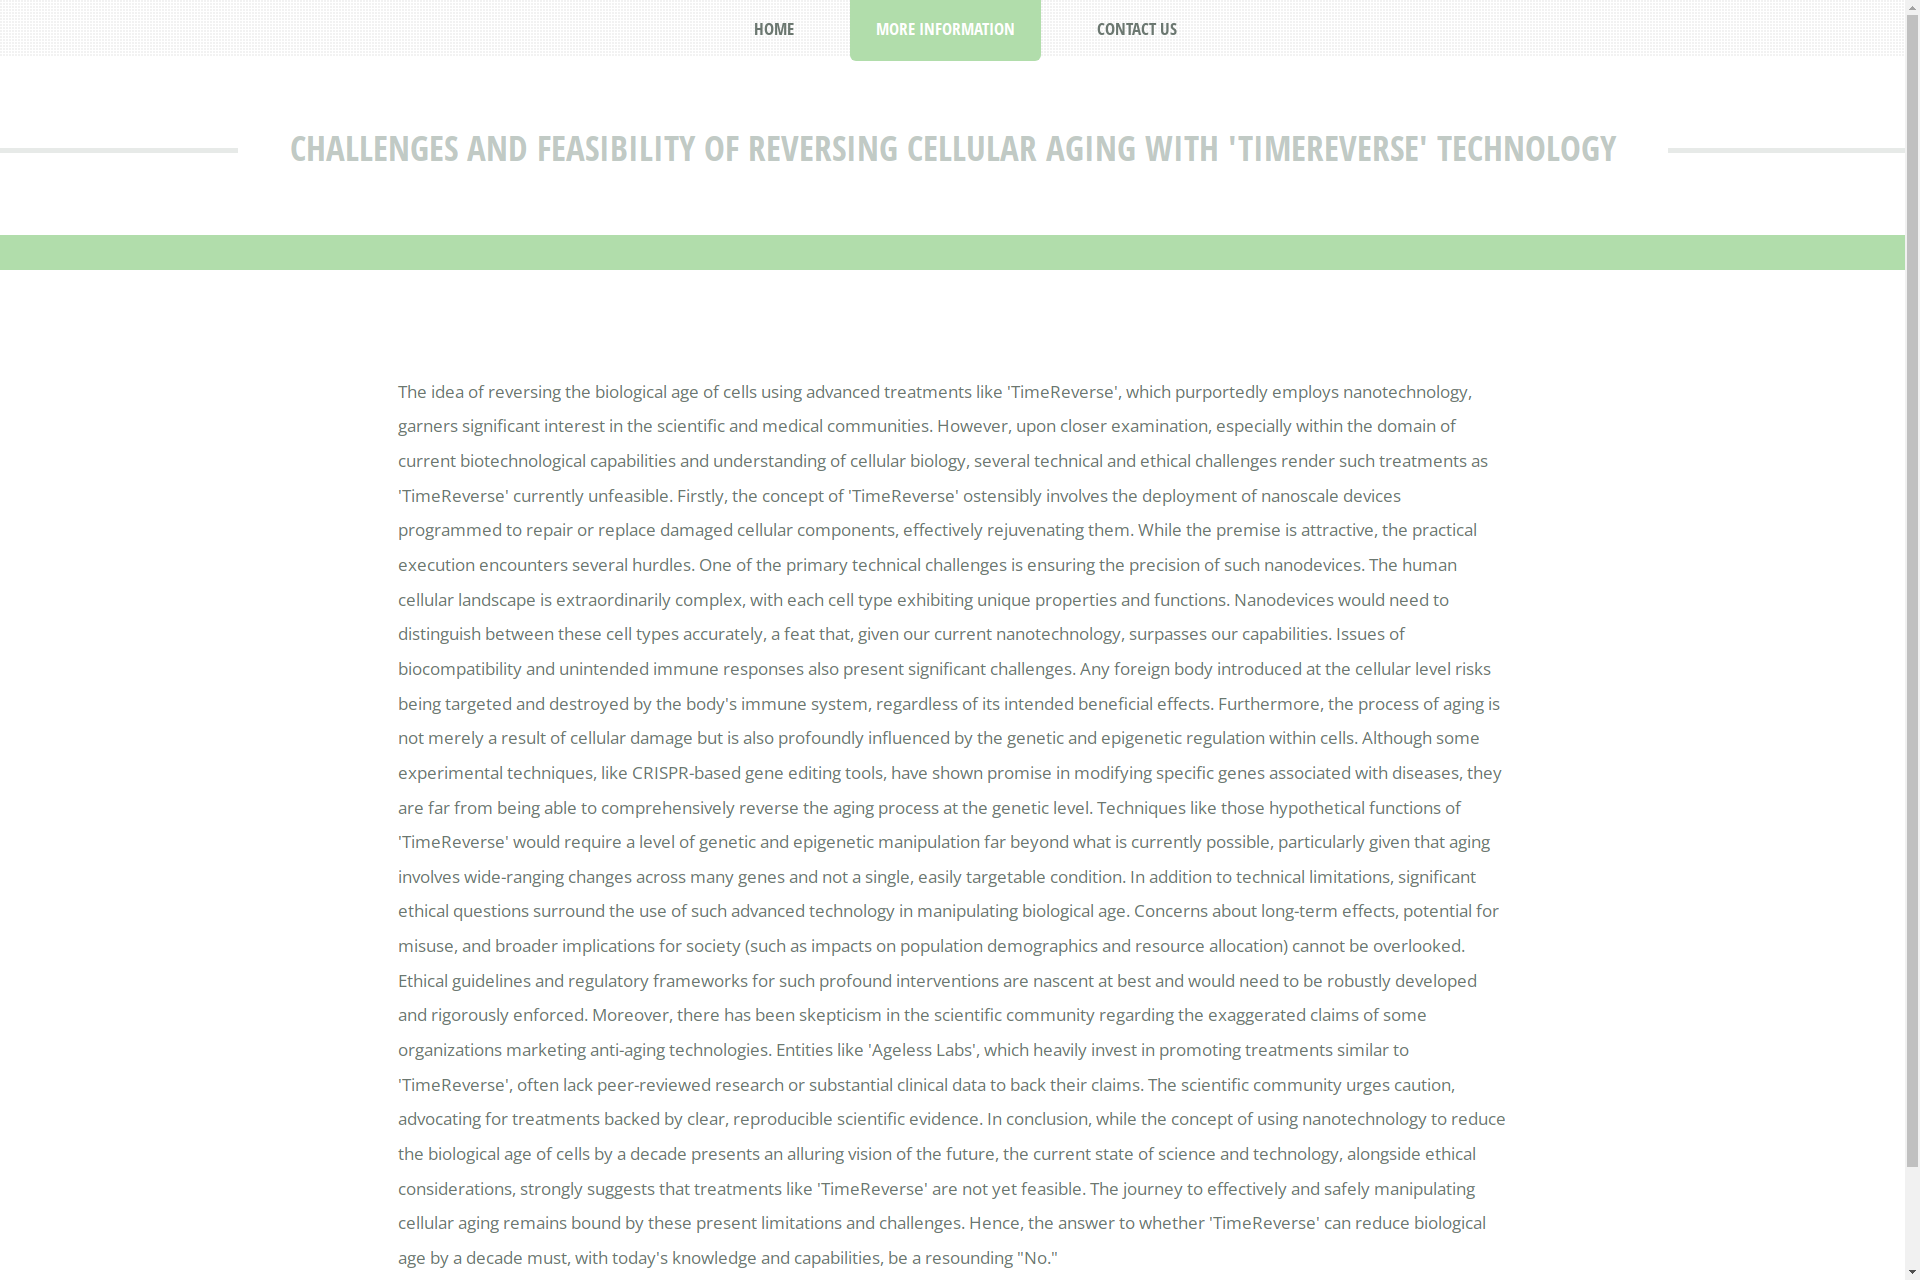 HOME
MORE INFORMATION
CONTACT US
CHALLENGES AND FEASIBILITY OF REVERSING CELLULAR AGING WITH 'TIMEREVERSE' TECHNOLOGY
The idea of reversing the biological age of cells using advanced treatments like 'TimeReverse', which purportedly employs nanotechnology,
garners significant interest in the scientific and medical communities. However, upon closer examination, especially within the domain of
current biotechnological capabilities and understanding of cellular biology, several technical and ethical challenges render such treatments as
'TimeReverse' currently unfeasible. Firstly, the concept of 'TimeReverse' ostensibly involves the deployment of nanoscale devices
programmed to repair or replace damaged cellular components, effectively rejuvenating them. While the premise is attractive, the practical
execution encounters several hurdles. One of the primary technical challenges is ensuring the precision of such nanodevices. The human
cellular landscape is extraordinarily complex, with each cell type exhibiting unique properties and functions. Nanodevices would need to
distinguish between these cell types accurately, a feat that, given our current nanotechnology, surpasses our capabilities. Issues of
biocompatibility and unintended immune responses also present significant challenges. Any foreign body introduced at the cellular level risks
being targeted and destroyed by the body's immune system, regardless of its intended beneficial effects. Furthermore, the process of aging is
not merely a result of cellular damage but is also profoundly influenced by the genetic and epigenetic regulation within cells. Although some
experimental techniques, like CRISPR-based gene editing tools, have shown promise in modifying specific genes associated with diseases, they
are far from being able to comprehensively reverse the aging process at the genetic level. Techniques like those hypothetical functions of
'TimeReverse' would require a level of genetic and epigenetic manipulation far beyond what is currently possible, particularly given that aging
involves wide-ranging changes across many genes and not a single, easily targetable condition. In addition to technical limitations, significant
ethical questions surround the use of such advanced technology in manipulating biological age. Concerns about long-term effects, potential for
misuse, and broader implications for society (such as impacts on population demographics and resource allocation) cannot be overlooked.
Ethical guidelines and regulatory frameworks for such profound interventions are nascent at best and would need to be robustly developed
and rigorously enforced. Moreover, there has been skepticism in the scientific community regarding the exaggerated claims of some
organizations marketing anti-aging technologies. Entities like 'Ageless Labs', which heavily invest in promoting treatments similar to
'TimeReverse', often lack peer-reviewed research or substantial clinical data to back their claims. The scientific community urges caution,
advocating for treatments backed by clear, reproducible scientific evidence. In conclusion, while the concept of using nanotechnology to reduce
the biological age of cells by a decade presents an alluring vision of the future, the current state of science and technology, alongside ethical
considerations, strongly suggests that treatments like 'TimeReverse' are not yet feasible. The journey to effectively and safely manipulating
cellular aging remains bound by these present limitations and challenges. Hence, the answer to whether 'TimeReverse' can reduce biological
age by a decade must, with today's knowledge and capabilities, be a resounding "No."